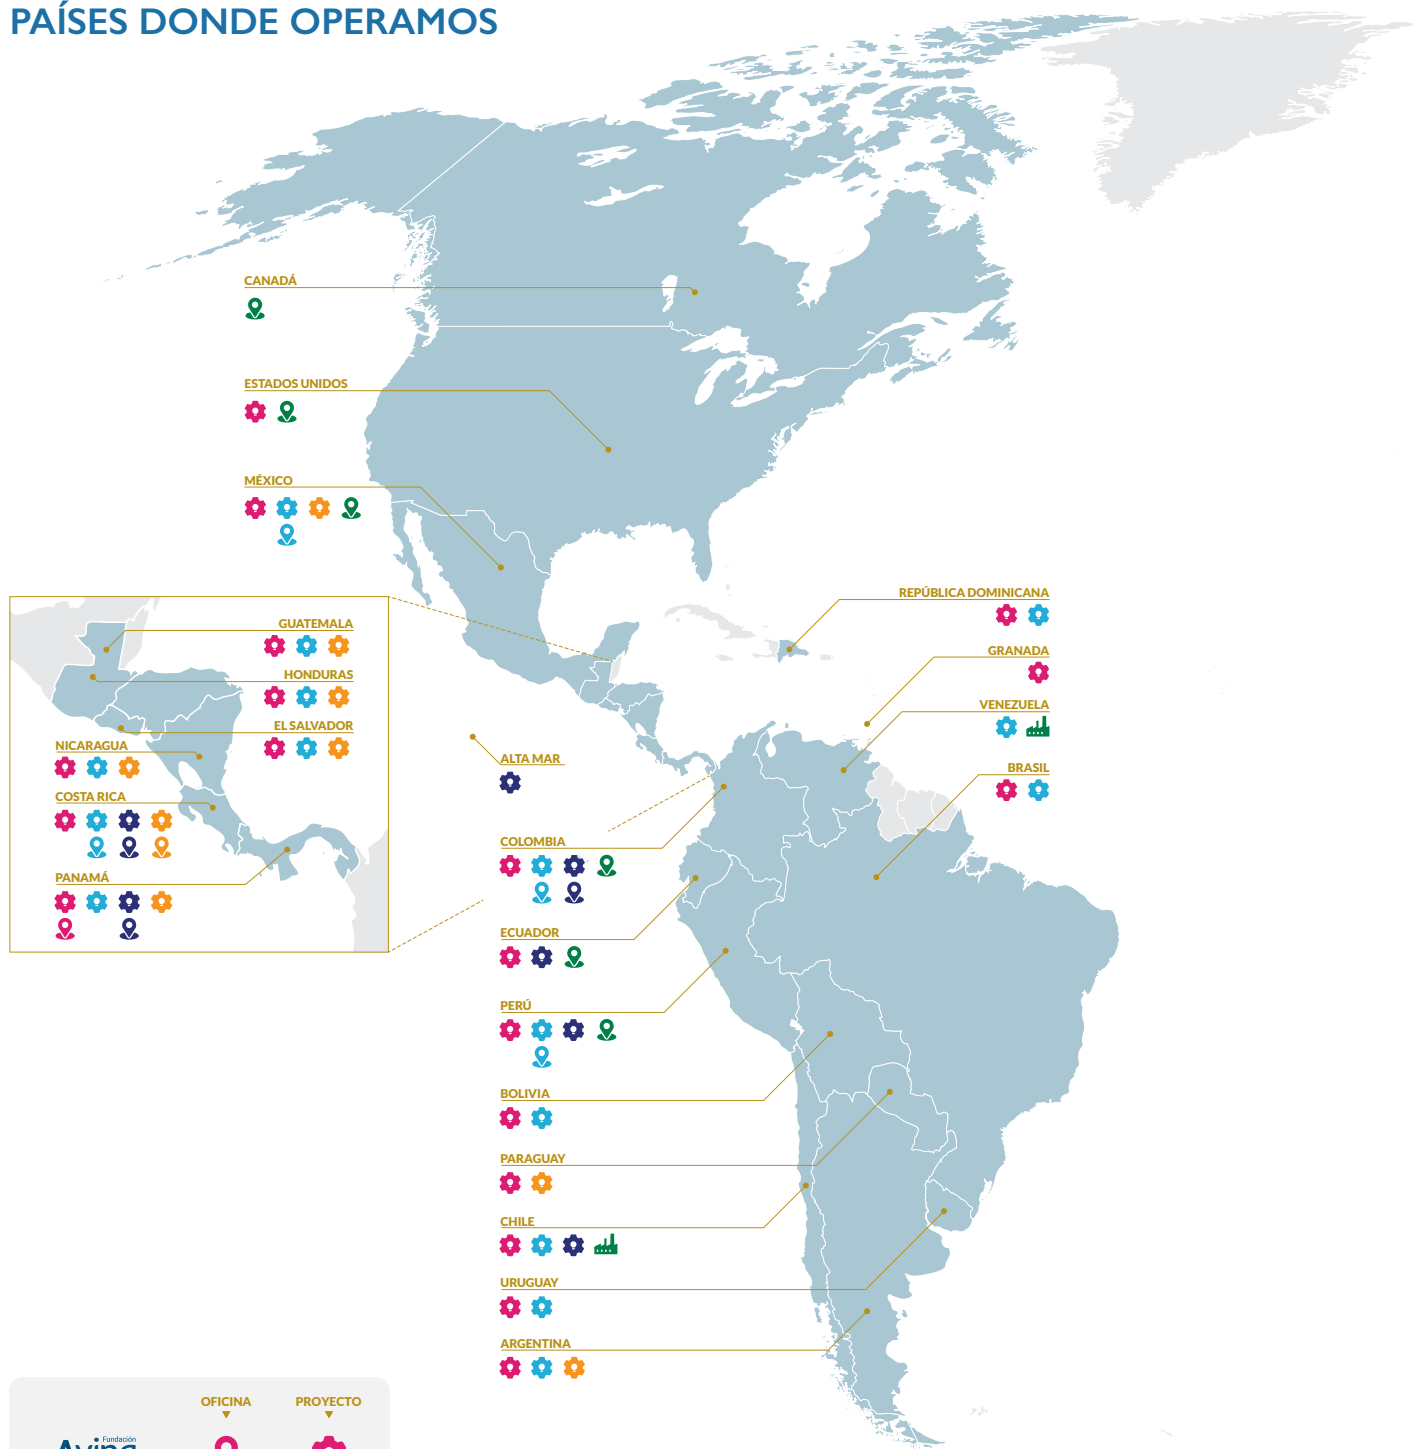 PAÍSES DONDE OPERAMOS
CANADÁ
ESTADOS UNIDOS
MÉXICO
REPÚBLICA DOMINICANA
GRANADA
VENEZUELA
BRASIL
GUATEMALA
HONDURAS
EL SALVADOR
NICARAGUA
COSTA RICA
PANAMÁ
ALTA MAR
COLOMBIA
ECUADOR
PERÚ
BOLIVIA
PARAGUAY
CHILE
URUGUAY
ARGENTINA
OFICINA PROYECTO
Fundación
Avina